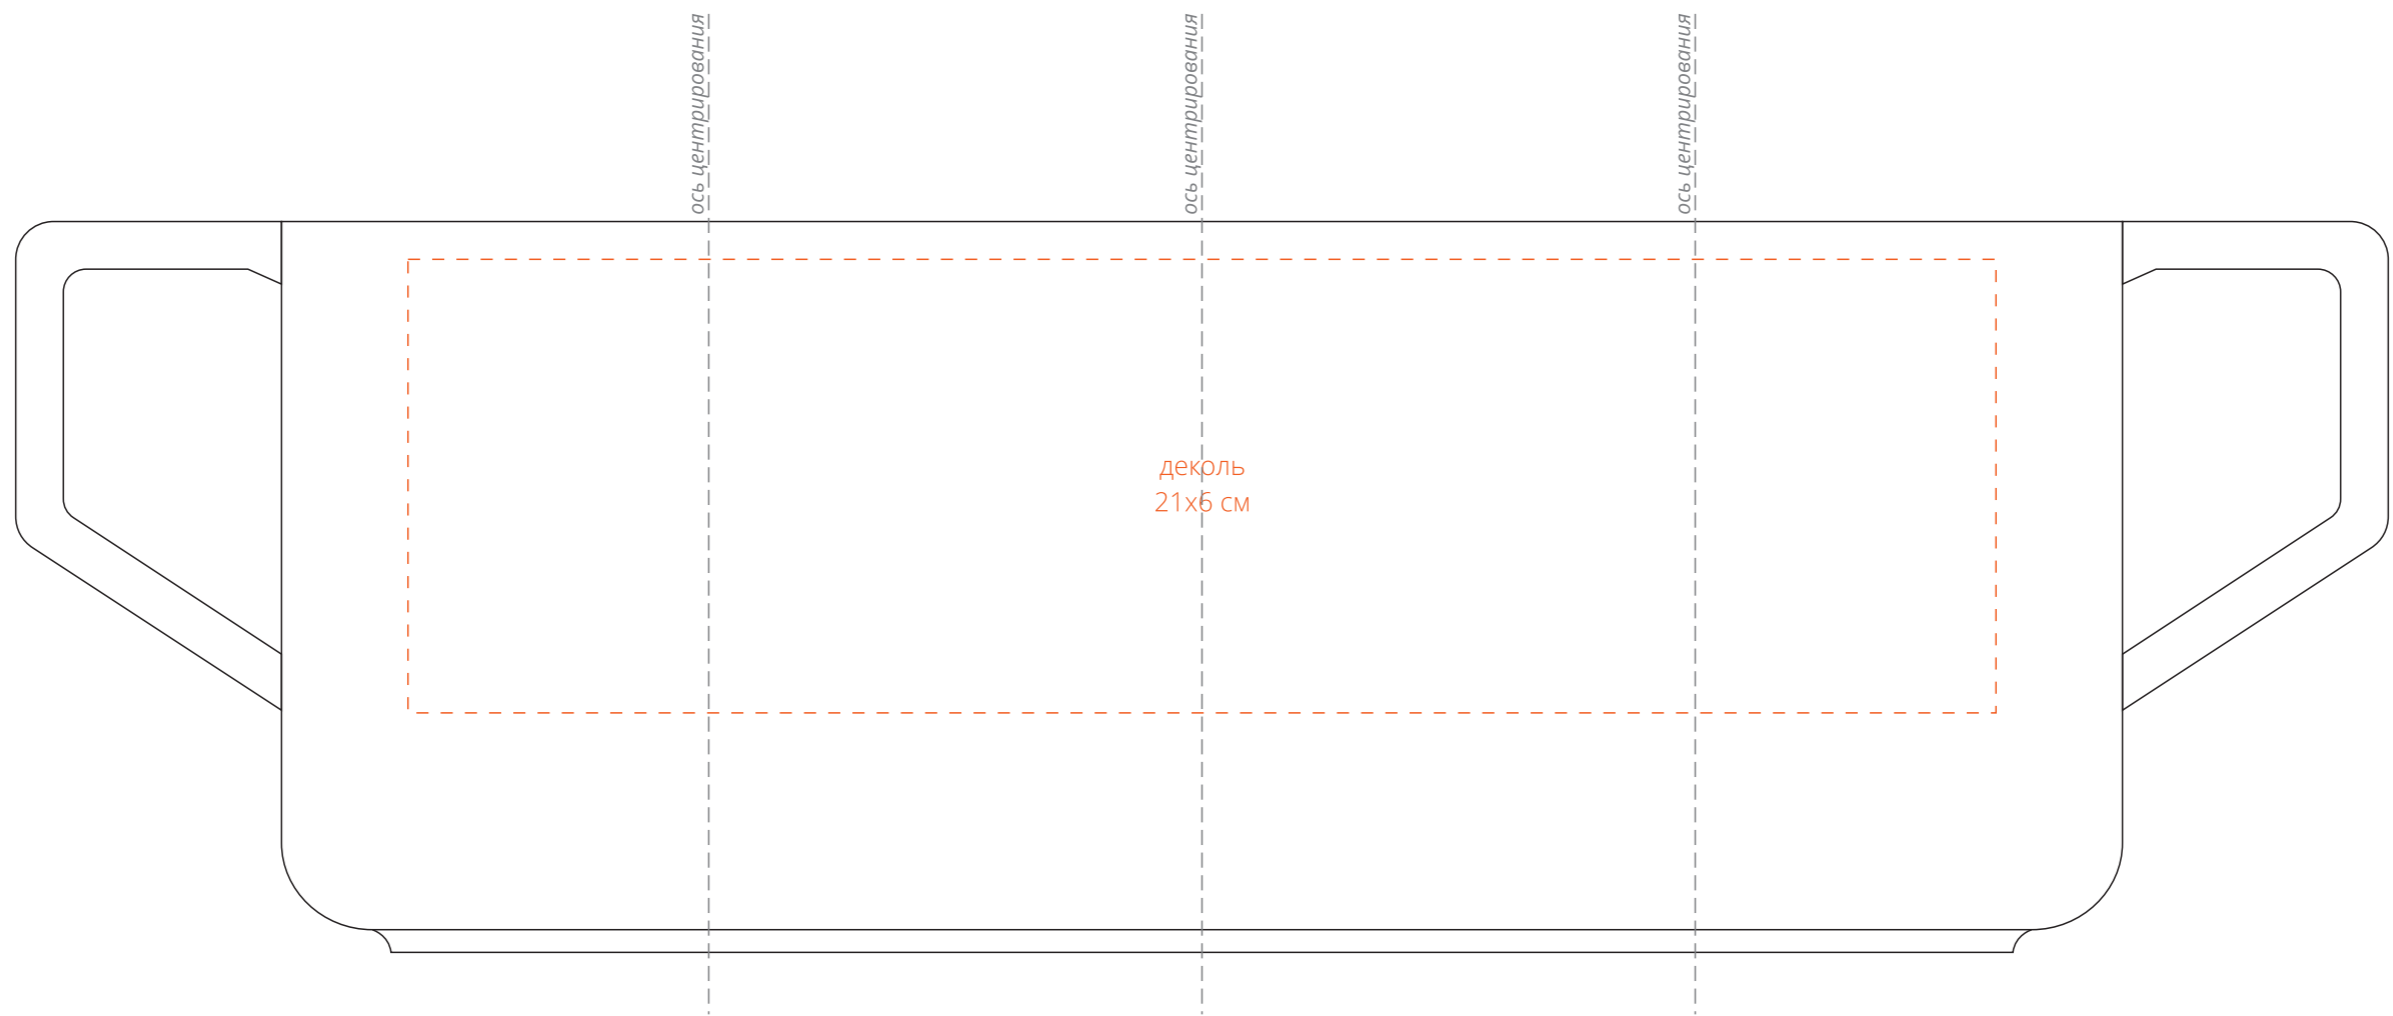 ось центрирования
ось центрирования
ось центрирования
деколь
21х6 см